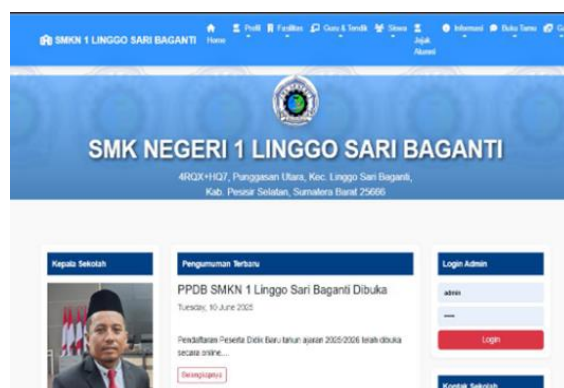 SMKN 1 LINGGO SARI BAGANTI
Home
Profil
Fasilitas
Guru & Tendik
Siswa
Jejak Alumni
Informasi
Buku Tamu
SMK NEGERI 1 LINGGO SARI BAGANTI
4RQX+HQ7, Punggasan Utara, Kec. Linggo Sari Baganti,
Kab. Pesisir Selatan, Sumatera Barat 25666
Kepala Sekolah
Pengumuman Terbaru
PPDB SMKN 1 Linggo Sari Baganti Dibuka
Tuesday, 10 June 2025
Pendaftaran Peserta Didik Baru tahun ajaran 2025/2026 telah dibuka
secara online....
Selengkapnya
Login Admin
admin
Login
Kontak Sekolah